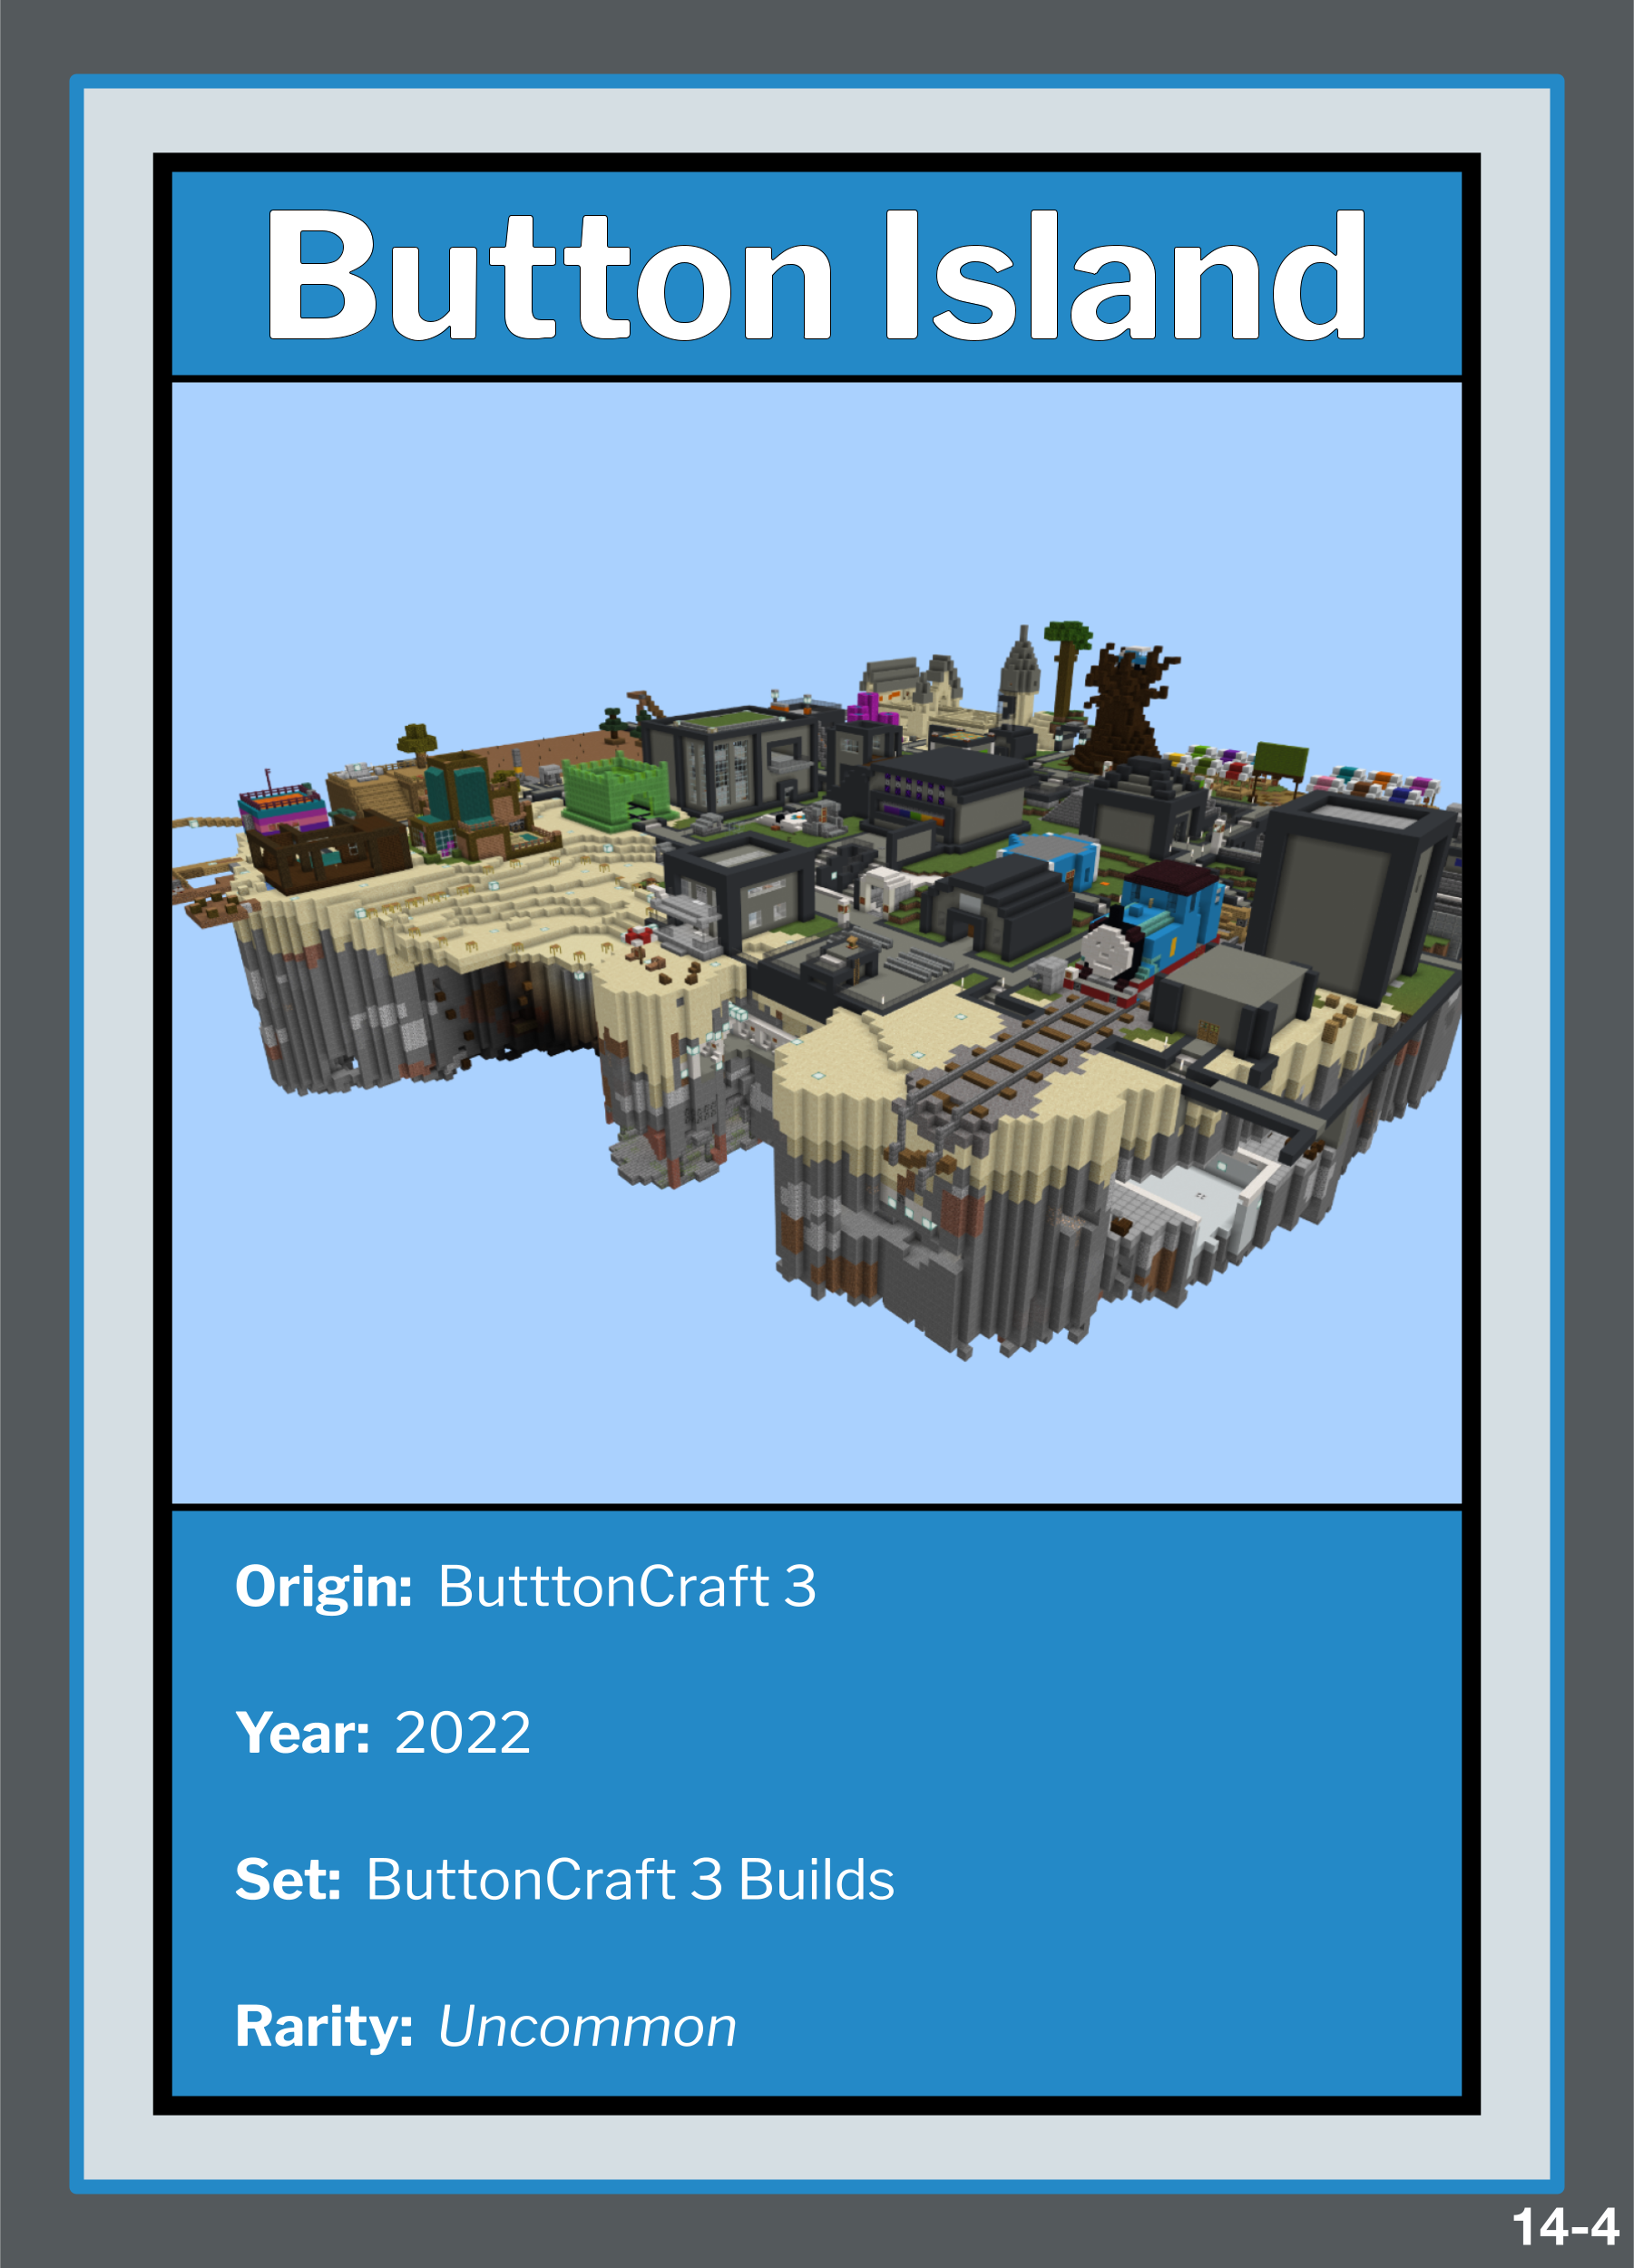 Button Island
Origin: ButttonCraft 3
Year: 2022
Set: ButtonCraft 3 Builds
Rarity: Uncommon
14-4